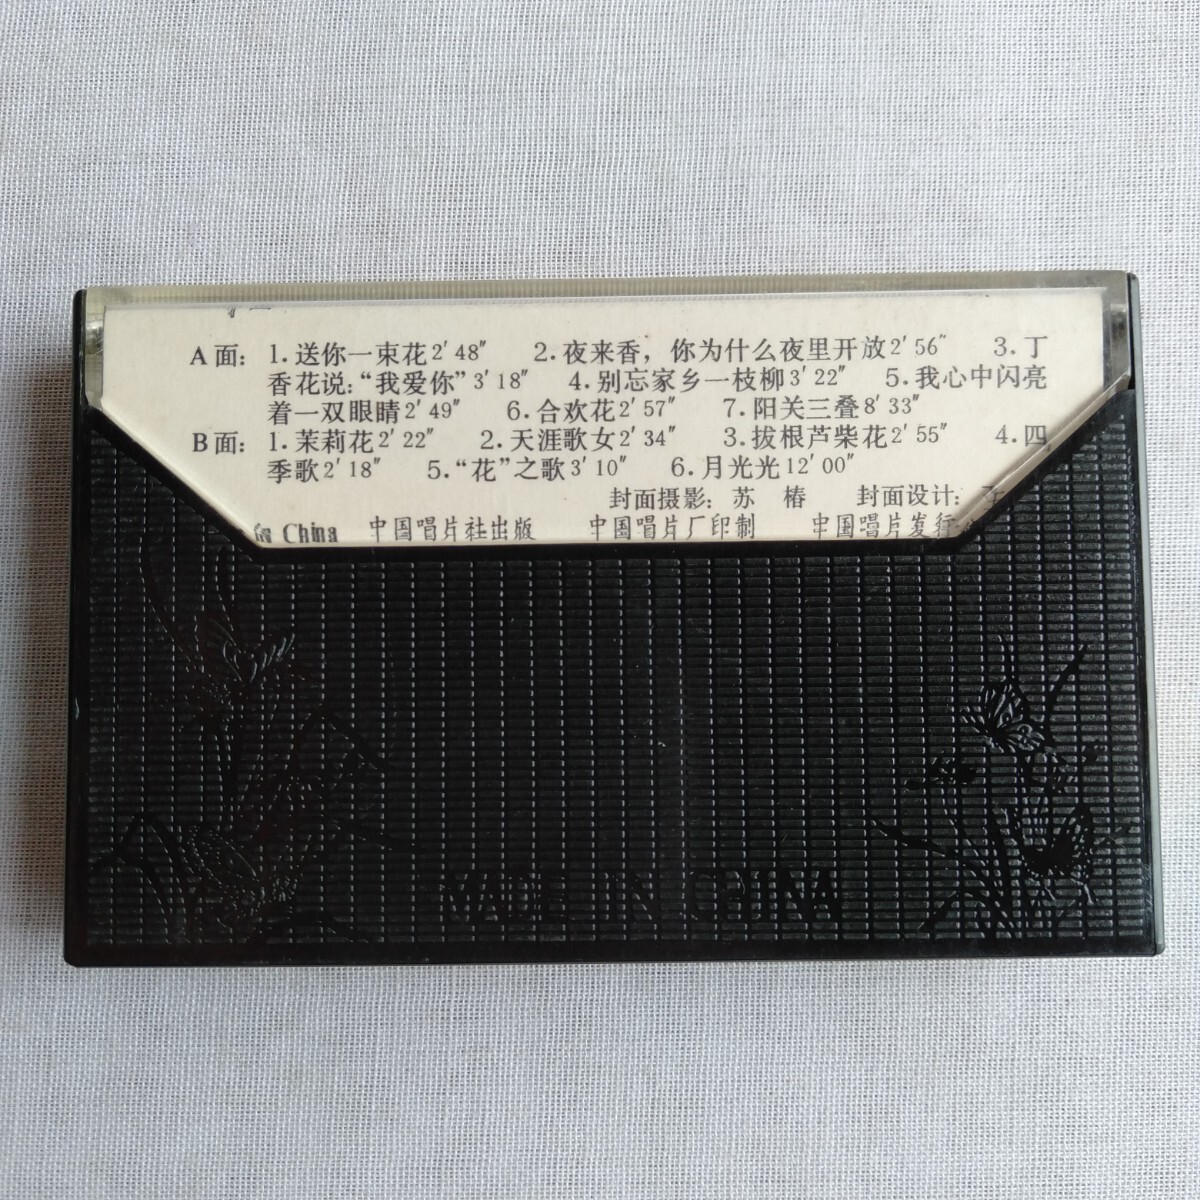 A面: 1.送你一束花2′48″ 2.夜来香，你为什么夜里开放2′56″ 3.丁
香花说:“我爱你”3′18″ 4.别忘家乡一枝柳3′22″ 5.我心中闪亮
着一双眼睛2′49″ 6.合欢花2′57″ 7.阳关三叠8′33″
B面: 1.茉莉花2′22″ 2.天涯歌女2′34″ 3.拔根芦柴花2′55″ 4.四
季歌2′18″ 5.“花”之歌3′10″ 6.月光光12′00″
封面摄影: 苏 椿 封面设计:
in China 中国唱片社出版 中国唱片厂印制 中国唱片发行
MADE IN CHINA